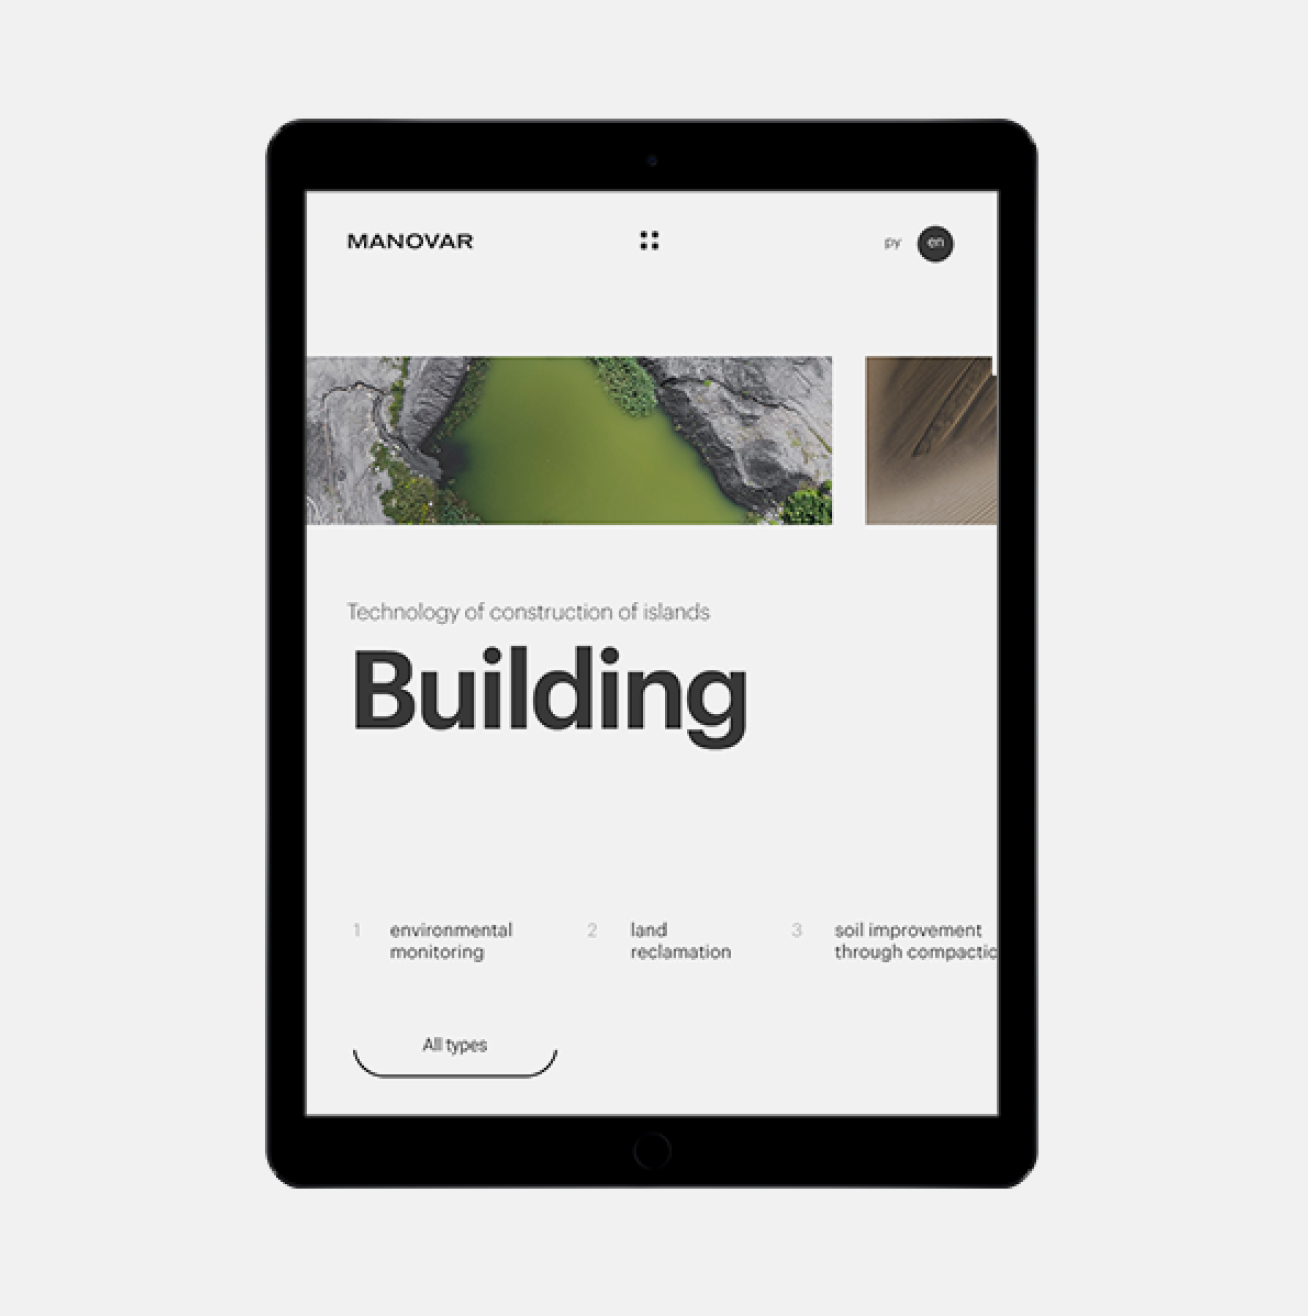 MANOVAR
ру
en
Technology of construction of islands
Building
1
environmental
monitoring
2
land
reclamation
3
soil improvement
through compactio
All types